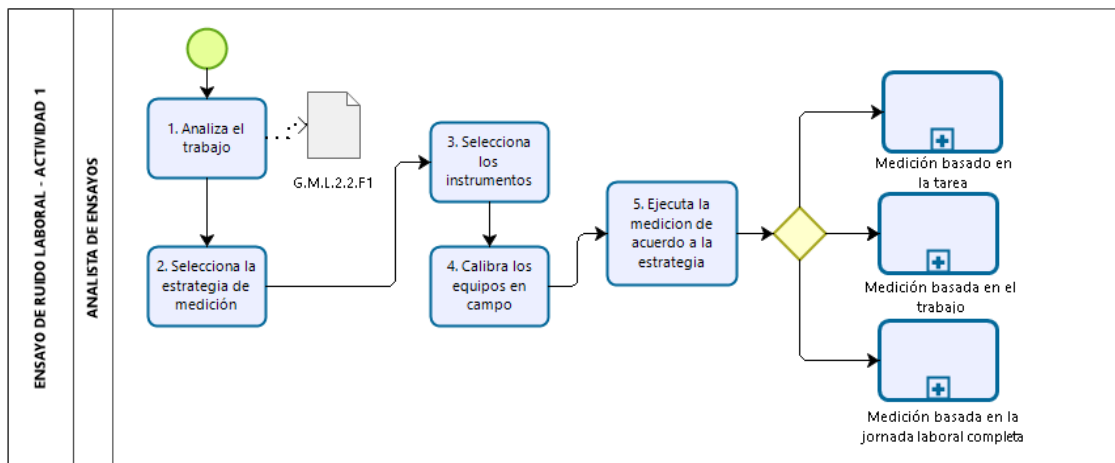 ENSAYO DE RUIDO LABORAL - ACTIVIDAD 1
ANALISTA DE ENSAYOS
1. Analiza el
trabajo
G.M.L.2.2.F1
2. Selecciona la
estrategia de
medición
3. Selecciona
los
instrumentos
4. Calibra los
equipos en
campo
5. Ejecuta la
medicion de
acuerdo a la
estrategia
Medición basado en
la tarea
Medición basada en el
trabajo
Medición basada en la
jornada laboral completa